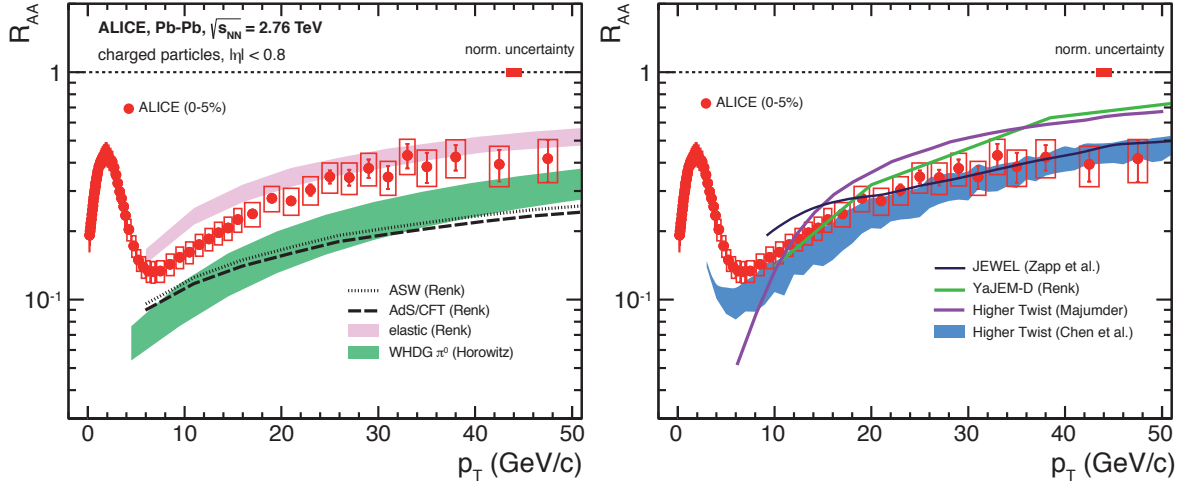 R_AA
ALICE, Pb-Pb, √s_NN = 2.76 TeV
charged particles, |η| < 0.8
norm. uncertainty
1
ALICE (0-5%)
10⁻¹
ASW (Renk)
AdS/CFT (Renk)
elastic (Renk)
WHDG π⁰ (Horowitz)
0 10 20 30 40 50
p_T (GeV/c)
R_AA
norm. uncertainty
1
ALICE (0-5%)
10⁻¹
JEWEL (Zapp et al.)
YaJEM-D (Renk)
Higher Twist (Majumder)
Higher Twist (Chen et al.)
0 10 20 30 40 50
p_T (GeV/c)